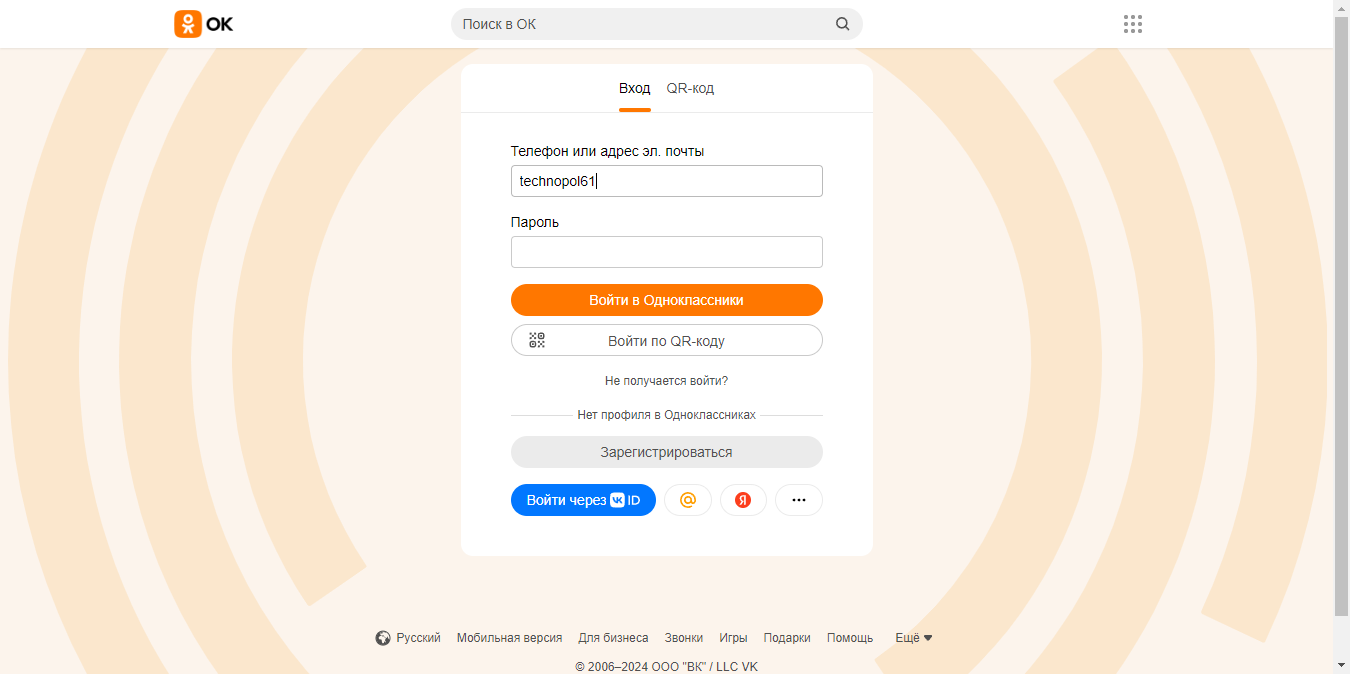 ОК
Поиск в ОК
Вход QR-код
Телефон или адрес эл. почты
technopol61
Пароль
Войти в Одноклассники
Войти по QR-коду
Не получается войти?
Нет профиля в Одноклассниках
Зарегистрироваться
Войти через VK ID @ Я ...
Русский Мобильная версия Для бизнеса Звонки Игры Подарки Помощь Ещё
© 2006–2024 ООО "ВК" / LLC VK